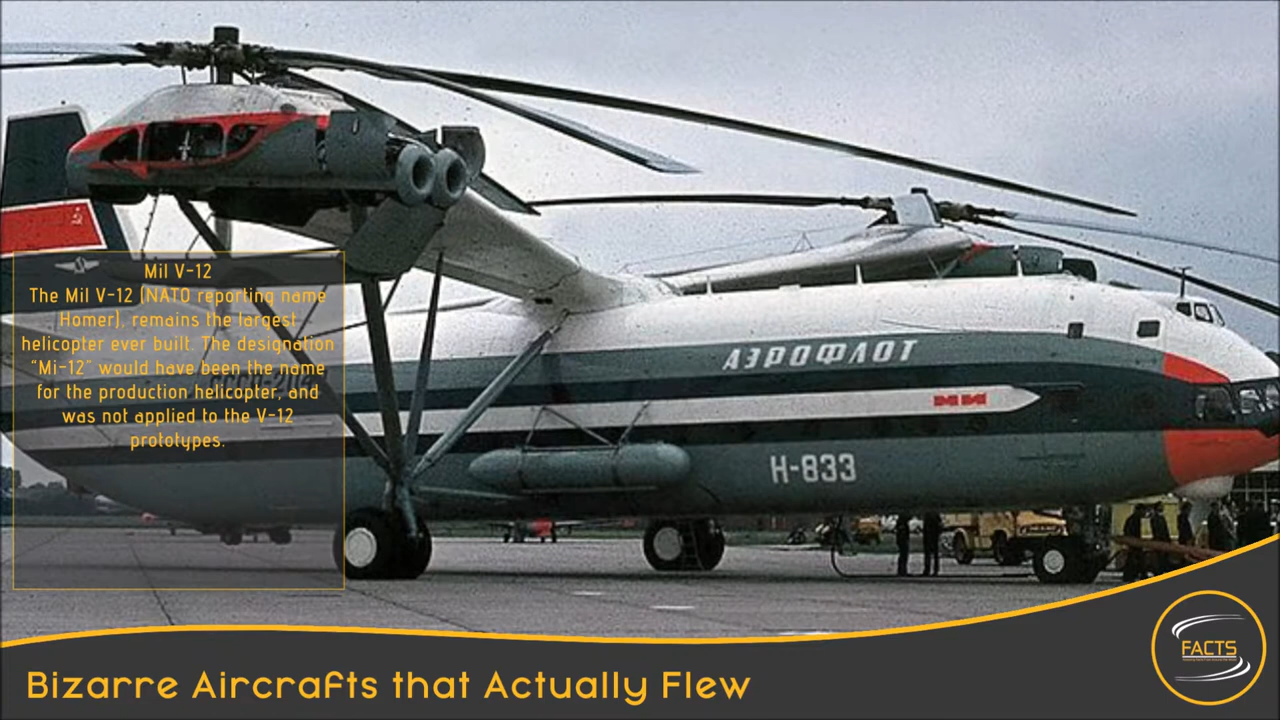 Mil V-12
The Mil V-12 (NATO reporting name
Homer), remains the largest
helicopter ever built. The designation
“Mi-12” would have been the name
for the production helicopter, and
was not applied to the V-12
prototypes.
АЭРОФЛОТ
Н-833
FACTS
Bizarre Aircrafts that Actually Flew